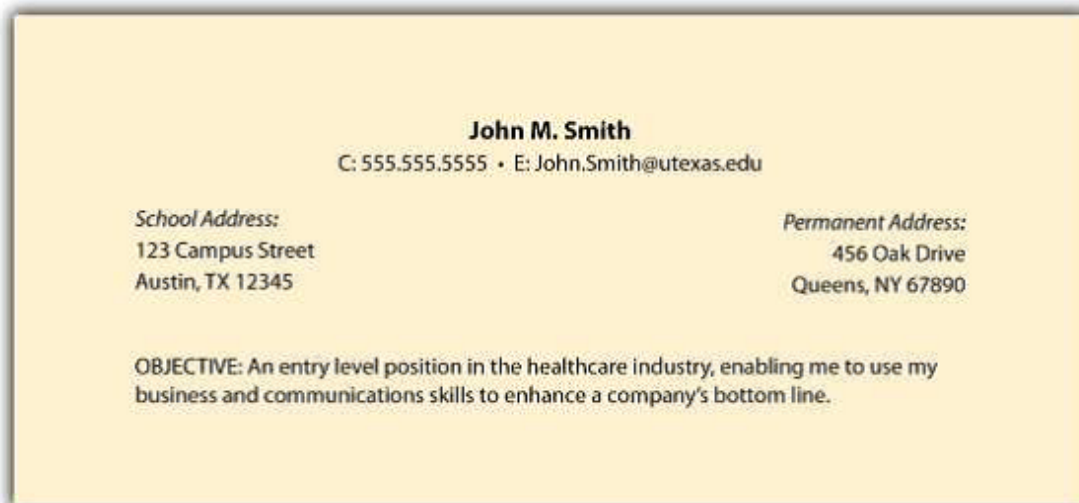 John M. Smith
C: 555.555.5555 • E: John.Smith@utexas.edu
School Address:
123 Campus Street
Austin, TX 12345
Permanent Address:
456 Oak Drive
Queens, NY 67890
OBJECTIVE: An entry level position in the healthcare industry, enabling me to use my
business and communications skills to enhance a company's bottom line.